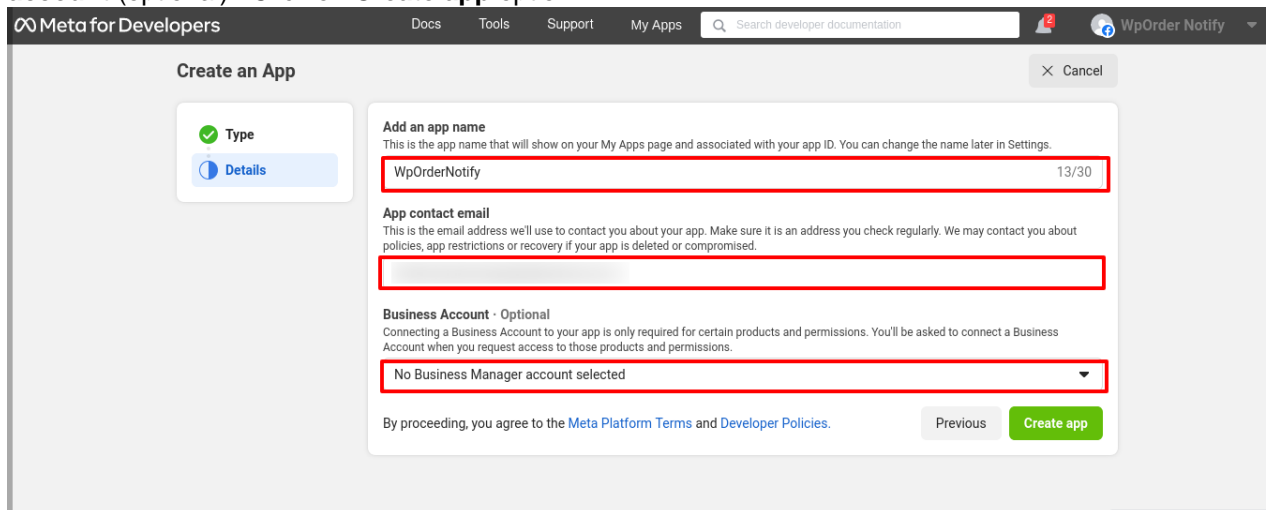 Meta for Developers
Docs
Tools
Support
My Apps
Search developer documentation
2
WpOrder Notify
Create an App
Cancel
Type
Details
Add an app name
This is the app name that will show on your My Apps page and associated with your app ID. You can change the name later in Settings.
WpOrderNotify
13/30
App contact email
This is the email address we'll use to contact you about your app. Make sure it is an address you check regularly. We may contact you about
policies, app restrictions or recovery if your app is deleted or compromised.
Business Account · Optional
Connecting a Business Account to your app is only required for certain products and permissions. You'll be asked to connect a Business
Account when you request access to those products and permissions.
No Business Manager account selected
By proceeding, you agree to the Meta Platform Terms and Developer Policies.
Previous
Create app